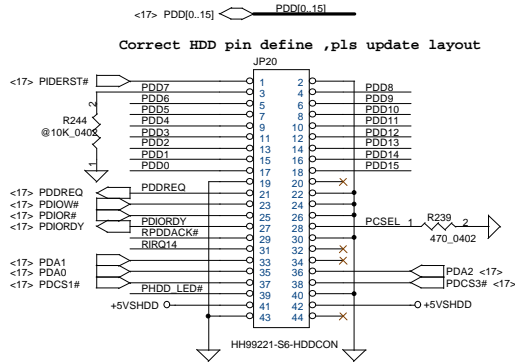 <17> PDD[0..15] PDD[0..15]
Correct HDD pin define ,pls update layout
JP20
<17> PIDERST# 1 2
PDD7 3 4 PDD8
PDD6 5 6 PDD9
PDD5 7 8 PDD10
PDD4 9 10 PDD11
PDD3 11 12 PDD12
PDD2 13 14 PDD13
PDD1 15 16 PDD14
PDD0 17 18 PDD15
2
R244
@10K_0402
1
19 20
<17> PDDREQ PDDREQ 21 22
<17> PDIOW# 23 24
<17> PDIOR# 25 26
<17> PDIORDY PDIORDY 27 28 PCSEL 1 R239 2
470_0402
RPDDACK# 29 30
RIRQ14 31 32
<17> PDA1 33 34
<17> PDA0 35 36 PDA2 <17>
<17> PDCS1# 37 38 PDCS3# <17>
PHDD_LED# 39 40
+5VSHDD 41 42 +5VSHDD
43 44
HH99221-S6-HDDCON